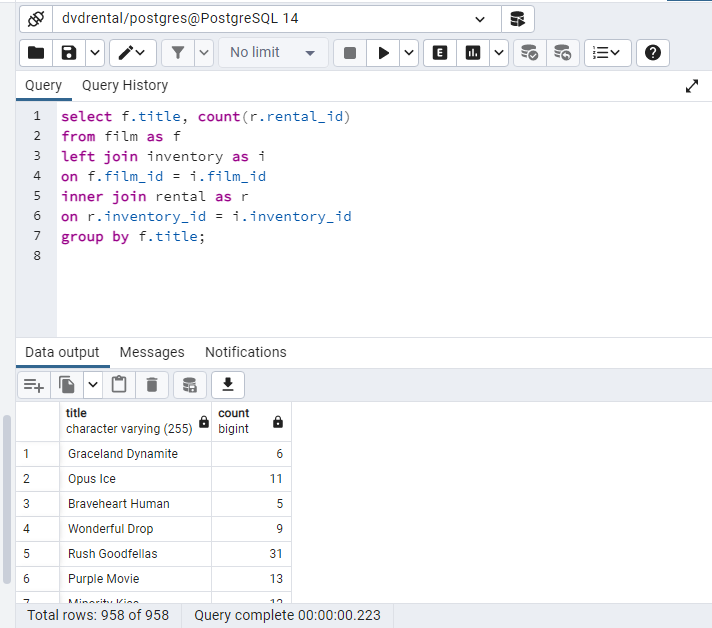 dvdrental/postgres@PostgreSQL 14
No limit
E
Query Query History
1 select f.title, count(r.rental_id)
2 from film as f
3 left join inventory as i
4 on f.film_id = i.film_id
5 inner join rental as r
6 on r.inventory_id = i.inventory_id
7 group by f.title;
8
Data output Messages Notifications
title count
character varying (255) bigint
1 Graceland Dynamite 6
2 Opus Ice 11
3 Braveheart Human 5
4 Wonderful Drop 9
5 Rush Goodfellas 31
6 Purple Movie 13
7 Minority Kiss 12
Total rows: 958 of 958 Query complete 00:00:00.223